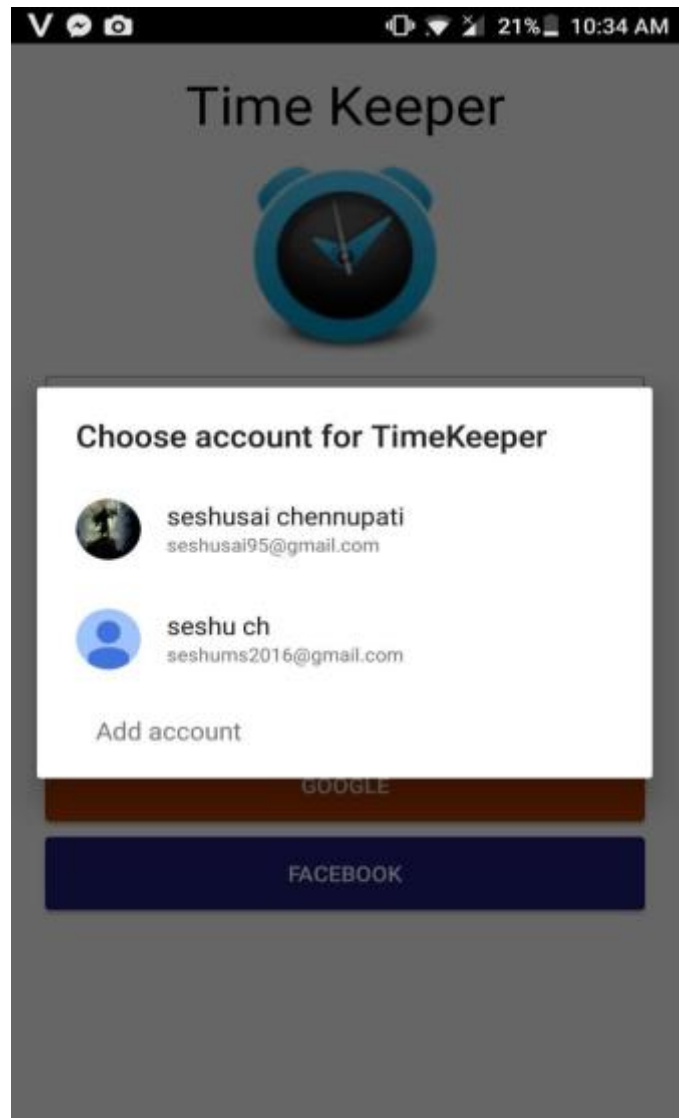 21% 10:34 AM
Time Keeper
Choose account for TimeKeeper
seshusai chennupati
seshusai95@gmail.com
seshu ch
seshums2016@gmail.com
Add account
GOOGLE
FACEBOOK